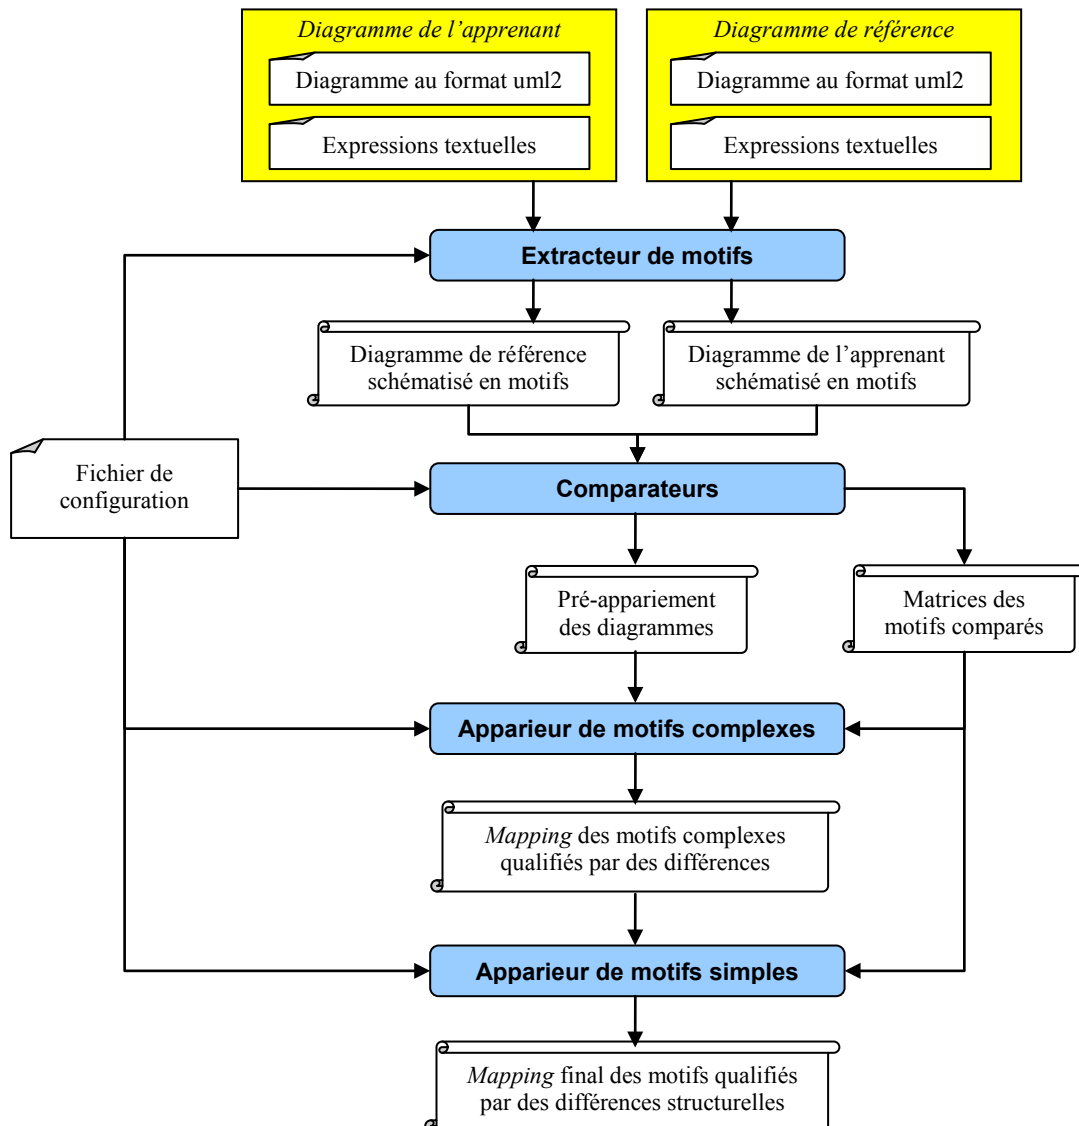 Diagramme de l’apprenant
Diagramme au format uml2
Expressions textuelles
Diagramme de référence
Diagramme au format uml2
Expressions textuelles
Extracteur de motifs
Diagramme de référence
schématisé en motifs
Diagramme de l’apprenant
schématisé en motifs
Fichier de
configuration
Comparateurs
Pré-appariement
des diagrammes
Matrices des
motifs comparés
Apparieur de motifs complexes
Mapping des motifs complexes
qualifiés par des différences
Apparieur de motifs simples
Mapping final des motifs qualifiés
par des différences structurelles